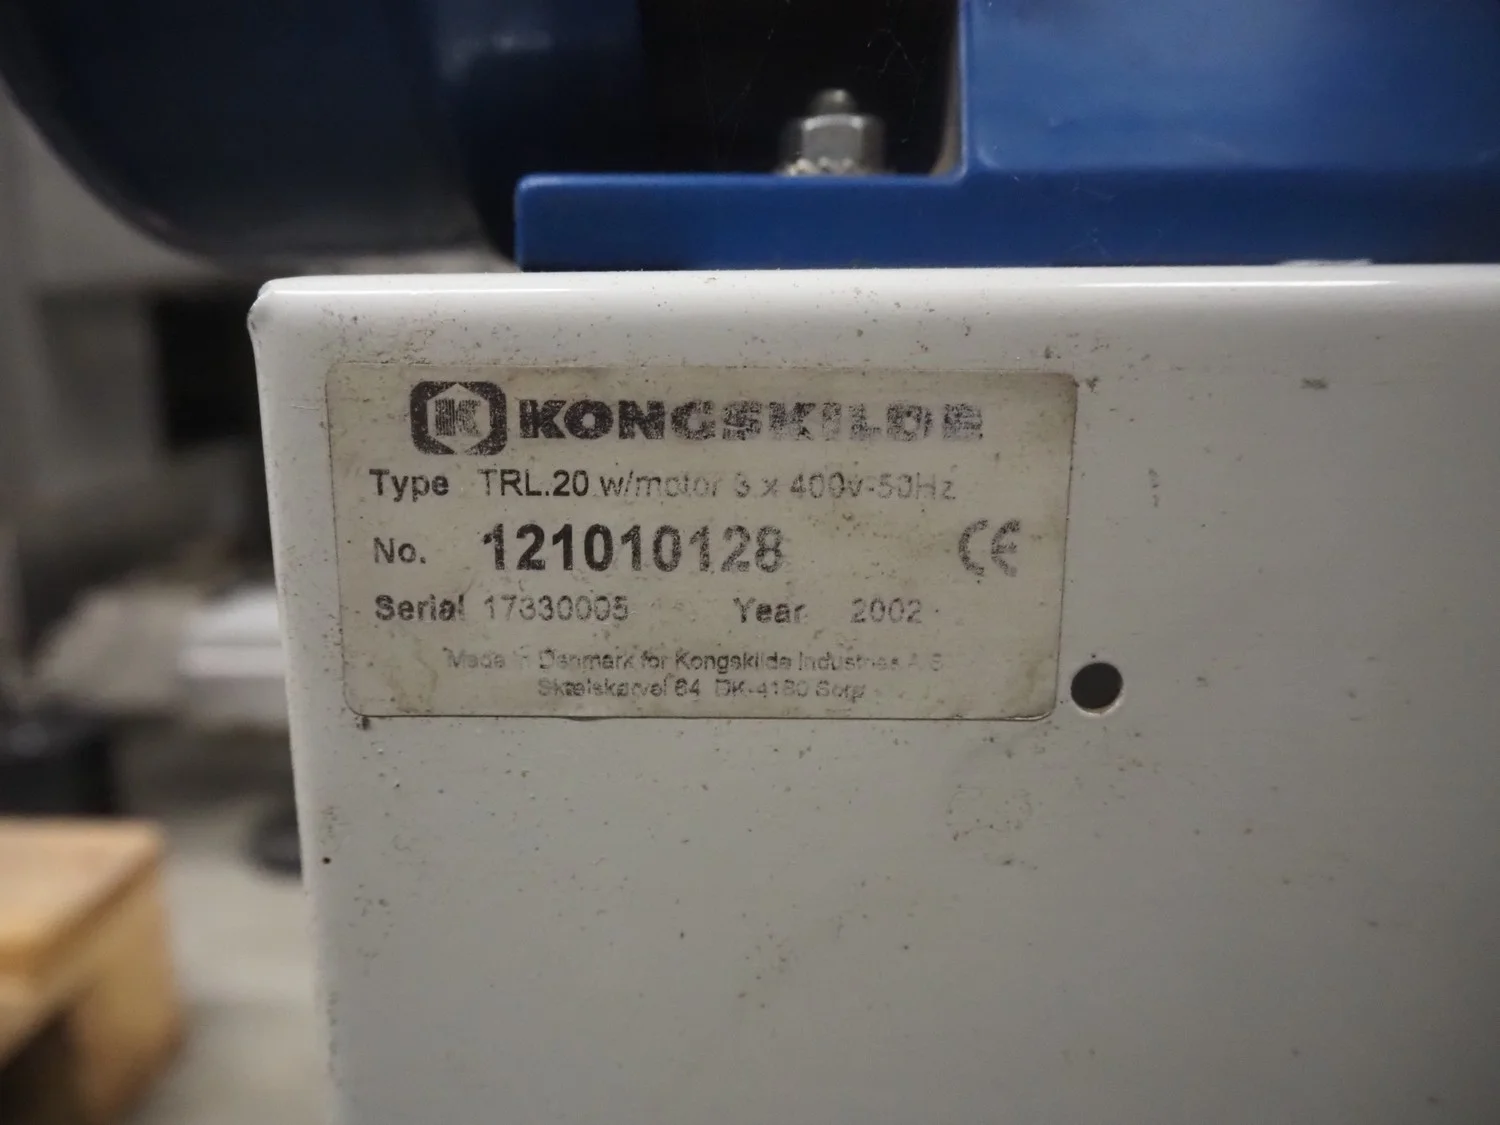 K KONGSKILDE
Type TRL.20 w/motor 3 x 400v-50Hz
No. 121010128 CE
Serial 17330005 Year 2002
Made in Denmark for Kongskilde Industries A/S
Skælskørvej 64 DK-4180 Sorø